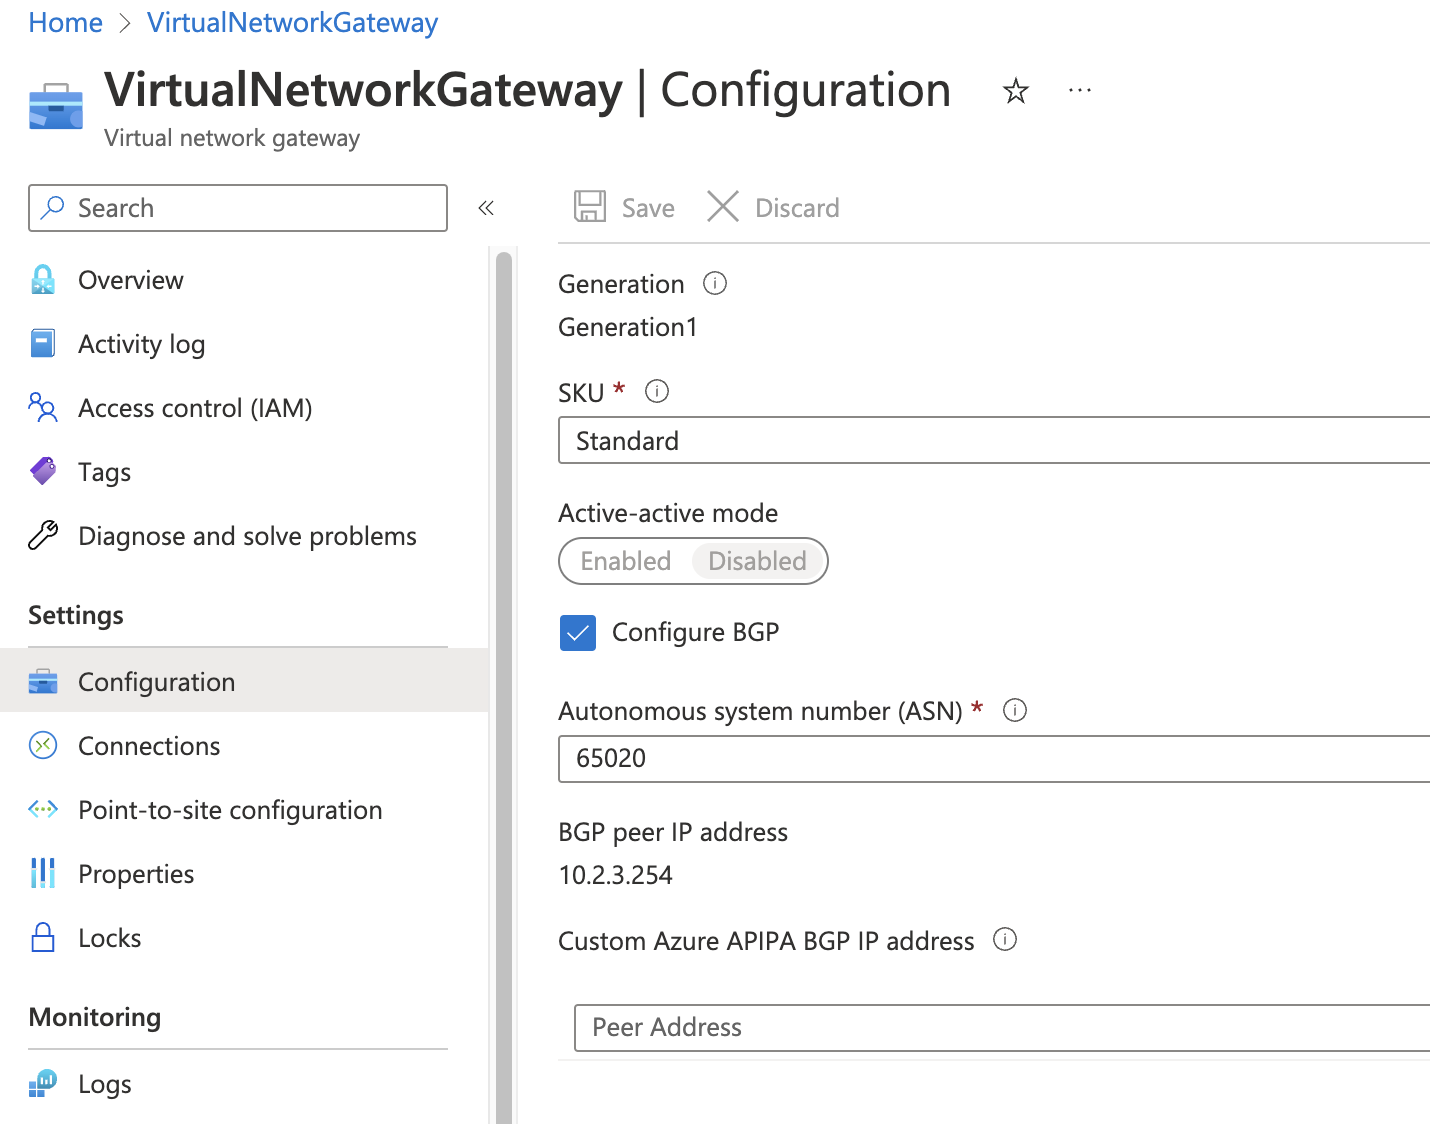 Home > VirtualNetworkGateway
VirtualNetworkGateway | Configuration ☆ ...
Virtual network gateway
Search «
Save Discard
Overview
Activity log
Access control (IAM)
Tags
Diagnose and solve problems
Settings
Configuration
Connections
Point-to-site configuration
Properties
Locks
Monitoring
Logs
Generation
Generation1
SKU *
Standard
Active-active mode
Enabled Disabled
Configure BGP
Autonomous system number (ASN) *
65020
BGP peer IP address
10.2.3.254
Custom Azure APIPA BGP IP address
Peer Address